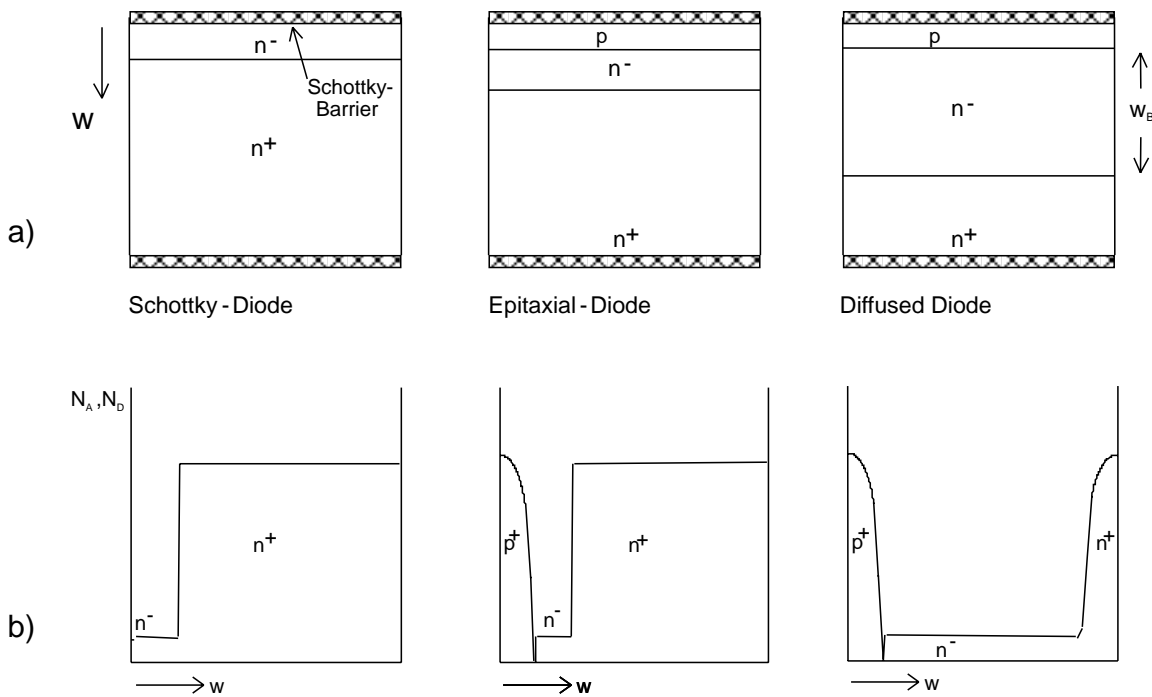 n-
Schottky-
Barrier
n+
w
p
n-
n+
p
n-
n+
wB
a)
Schottky - Diode
Epitaxial - Diode
Diffused Diode
NA ,ND
n+
n-
w
p+
n-
n+
w
p+
n-
n+
w
b)